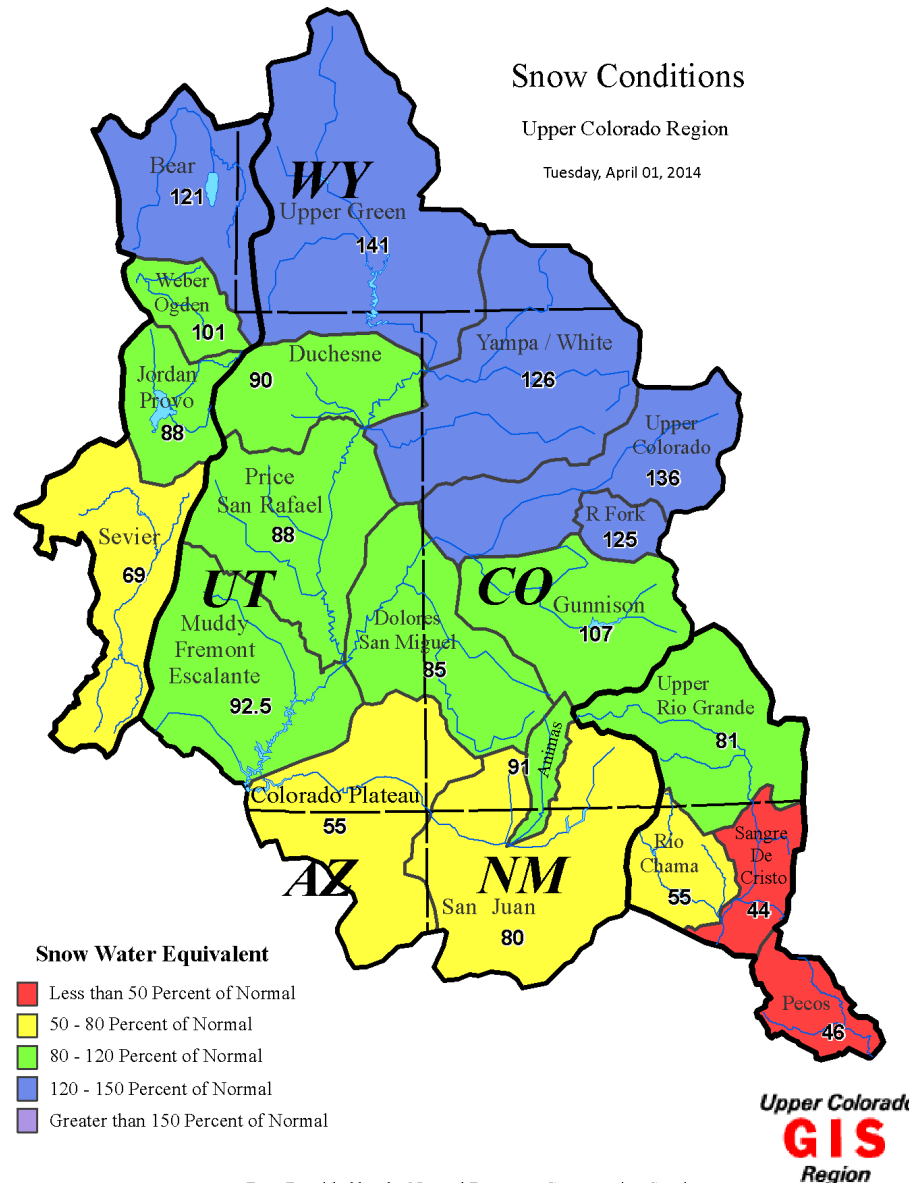 Snow Conditions
Upper Colorado Region
Tuesday, April 01, 2014
Bear
121
WY
Upper Green
141
Weber
Ogden
101
Duchesne
90
Yampa / White
126
Jordan
Provo
88
Upper
Colorado
136
Price
San Rafael
88
R Fork
125
Sevier
69
UT
CO
Gunnison
107
Muddy
Fremont
Escalante
92.5
Dolores
San Miguel
85
Upper
Rio Grande
81
Animas
91
Colorado Plateau
55
AZ
NM
San Juan
80
Rio
Chama
55
Sangre
De
Cristo
44
Pecos
46
Snow Water Equivalent
Less than 50 Percent of Normal
50 - 80 Percent of Normal
80 - 120 Percent of Normal
120 - 150 Percent of Normal
Greater than 150 Percent of Normal
Upper Colorado
GIS
Region